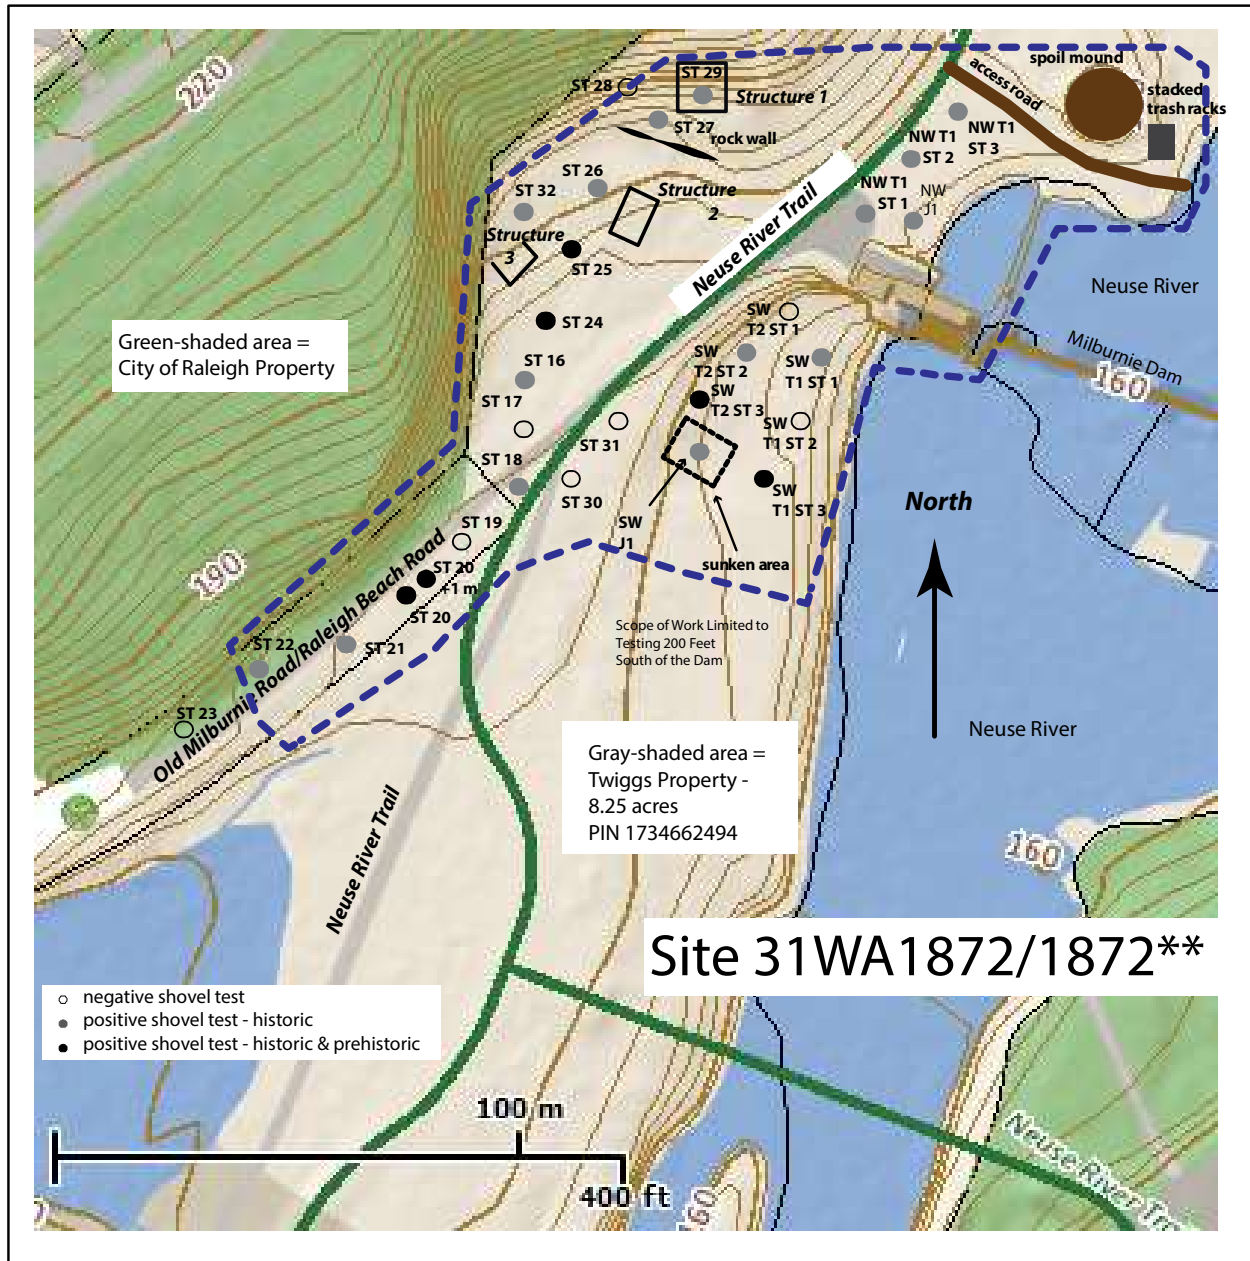 220
ST 28
ST 29
Structure 1
spoil mound
access road
stacked
trash racks
ST 27
rock wall
NW T1
ST 3
NW T1
ST 2
ST 26
ST 32
Structure
2
NW T1
ST 1
NW
J1
Structure
3
ST 25
Neuse River Trail
Neuse River
Green-shaded area =
City of Raleigh Property
ST 24
SW
T2 ST 1
Milburnie Dam
160
ST 16
SW
T2 ST 2
SW
T1 ST 1
ST 17
SW
T2 ST 3
SW
T1 ST 2
ST 31
ST 18
ST 30
SW
T1 ST 3
North
ST 19
SW
J1
sunken area
190
ST 20
+1 m
ST 20
Old Milburnie Road/Raleigh Beach Road
ST 21
ST 22
Scope of Work Limited to
Testing 200 Feet
South of the Dam
ST 23
Neuse River
Gray-shaded area =
Twiggs Property -
8.25 acres
PIN 1734662494
Neuse River Trail
160
Site 31WA1872/1872**
negative shovel test
positive shovel test - historic
positive shovel test - historic & prehistoric
100 m
400 ft
Neuse River Tra
160